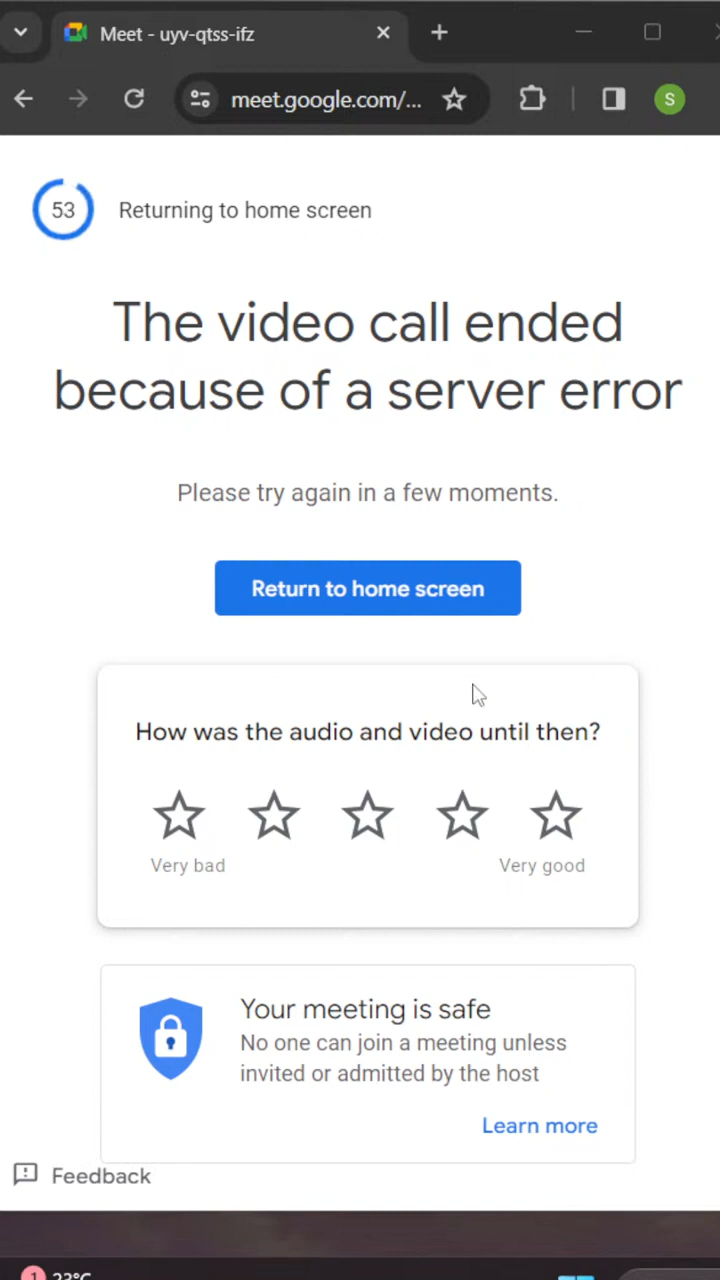 Meet - uyv-qtss-ifz
meet.google.com/...
S
53 Returning to home screen
The video call ended
because of a server error
Please try again in a few moments.
Return to home screen
How was the audio and video until then?
Very bad Very good
Your meeting is safe
No one can join a meeting unless
invited or admitted by the host
Learn more
Feedback
1 23°C